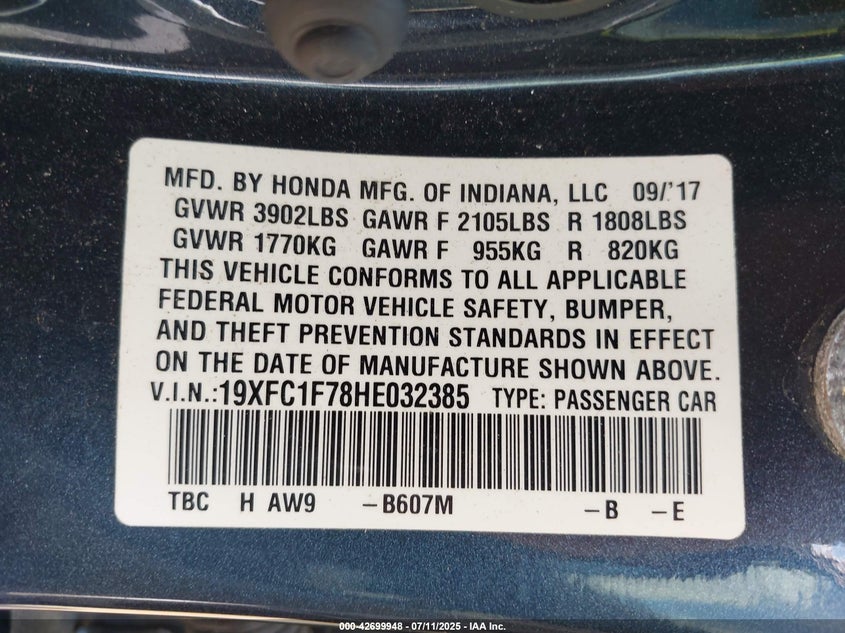 MFD. BY HONDA MFG. OF INDIANA, LLC 09/'17
GVWR 3902LBS GAWR F 2105LBS R 1808LBS
GVWR 1770KG GAWR F 955KG R 820KG
THIS VEHICLE CONFORMS TO ALL APPLICABLE
FEDERAL MOTOR VEHICLE SAFETY, BUMPER,
AND THEFT PREVENTION STANDARDS IN EFFECT
ON THE DATE OF MANUFACTURE SHOWN ABOVE.
V.I.N.:19XFC1F78HE032385 TYPE: PASSENGER CAR
TBC H AW9 –B607M –B –E
000-42699948 - 07/11/2025 - IAA Inc.